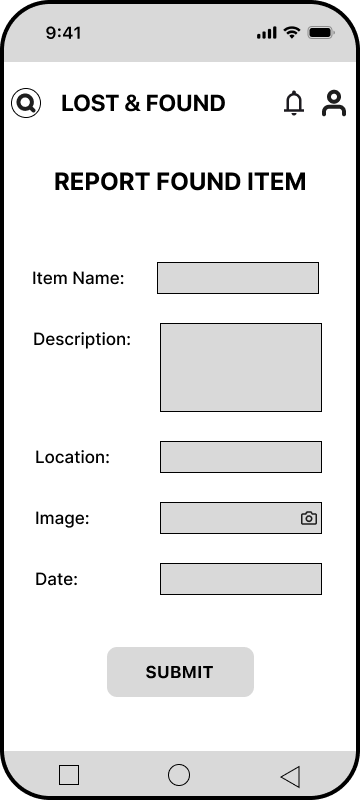 9:41
LOST & FOUND
REPORT FOUND ITEM
Item Name:
Description:
Location:
Image:
Date:
SUBMIT